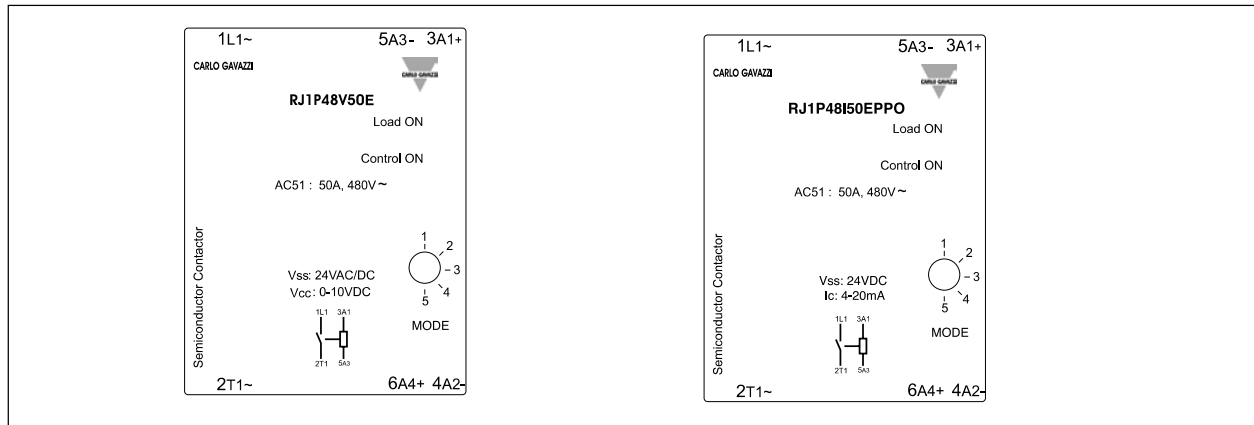 1L1~ 5A3- 3A1+
CARLO GAVAZZI
CARLO GAVAZZI
RJ1P48V50E
Load ON
Control ON
AC51 : 50A, 480V~
Semiconductor Contactor
1
2
3
4
5
MODE
Vss: 24VAC/DC
Vcc: 0-10VDC
1L1 3A1
2T1 5A3
2T1~ 6A4+ 4A2-
1L1~ 5A3- 3A1+
CARLO GAVAZZI
CARLO GAVAZZI
RJ1P48I50EPPO
Load ON
Control ON
AC51 : 50A, 480V~
Semiconductor Contactor
1
2
3
4
5
MODE
Vss: 24VDC
Ic: 4-20mA
1L1 3A1
2T1 5A3
2T1~ 6A4+ 4A2-